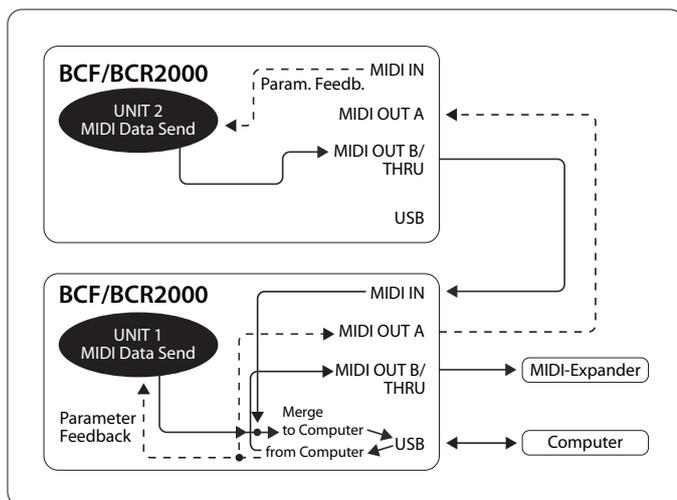 BCF/BCR2000
UNIT 2
MIDI Data Send
Param. Feedb.
MIDI IN
MIDI OUT A
MIDI OUT B/
THRU
USB
BCF/BCR2000
UNIT 1
MIDI Data Send
Parameter
Feedback
MIDI IN
MIDI OUT A
MIDI OUT B/
THRU
Merge
to Computer
from Computer
USB
MIDI-Expander
Computer